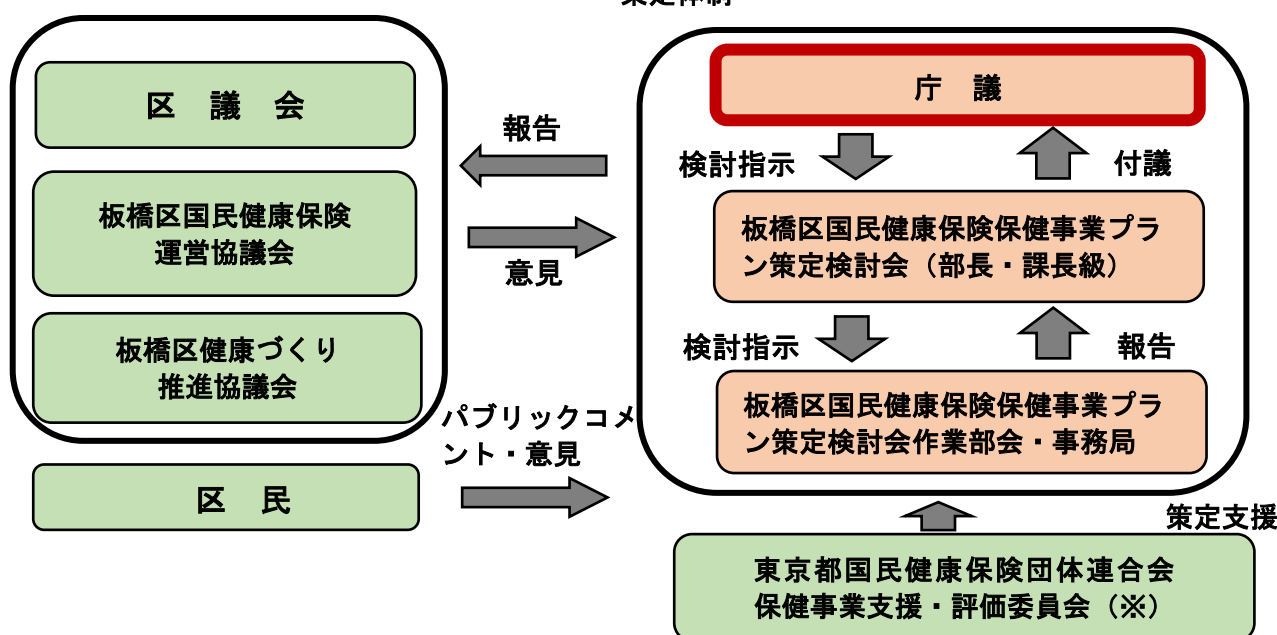 策定体制
区 議 会
板橋区国民健康保険
運営協議会
板橋区健康づくり
推進協議会
区 民
報告
意見
パブリックコメ
ント・意見
庁 議
検討指示
付議
板橋区国民健康保険保健事業プラ
ン策定検討会（部長・課長級）
検討指示
報告
板橋区国民健康保険保健事業プラ
ン策定検討会作業部会・事務局
策定支援
東京都国民健康保険団体連合会
保健事業支援・評価委員会（※）